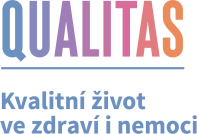 QUALITAS
Kvalitní život
ve zdraví i nemoci